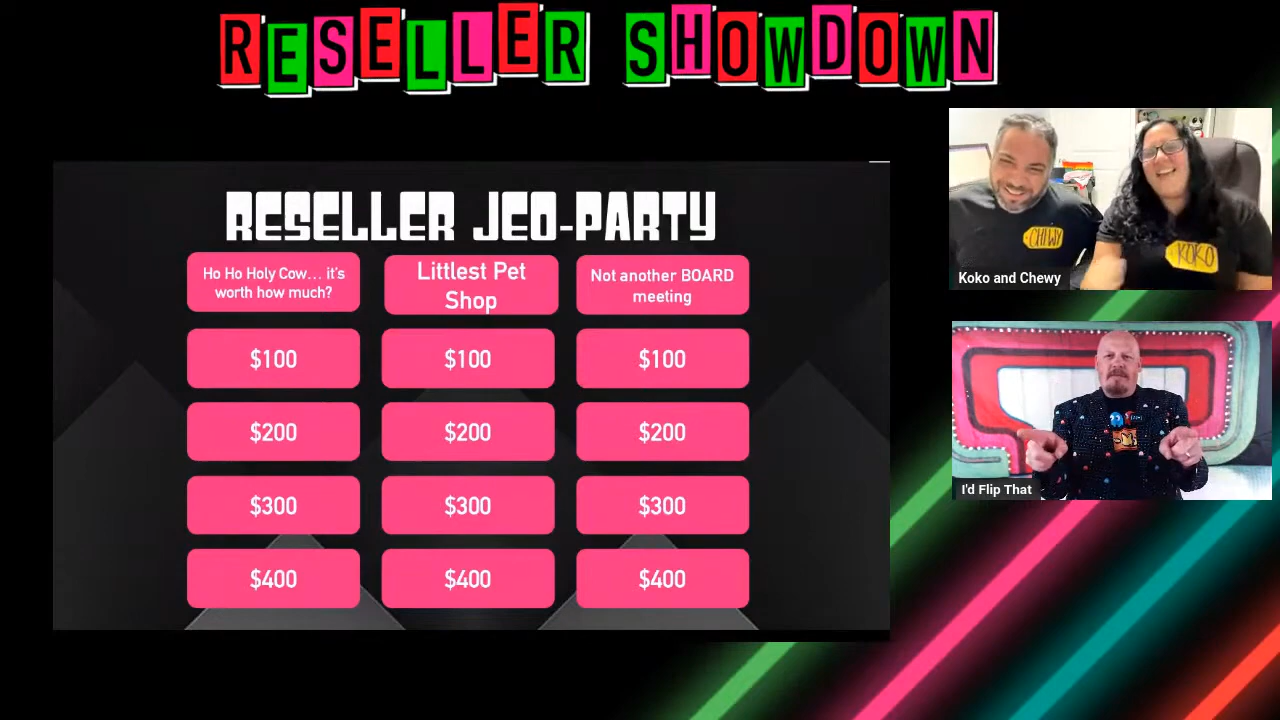 RESELLER SHOWDOWN
RESELLER JEO-PARTY
Ho Ho Holy Cow... it's
worth how much?
Littlest Pet
Shop
Not another BOARD
meeting
$100
$100
$100
$200
$200
$200
$300
$300
$300
$400
$400
$400
CHEWY
KOKO
Koko and Chewy
I'd Flip That